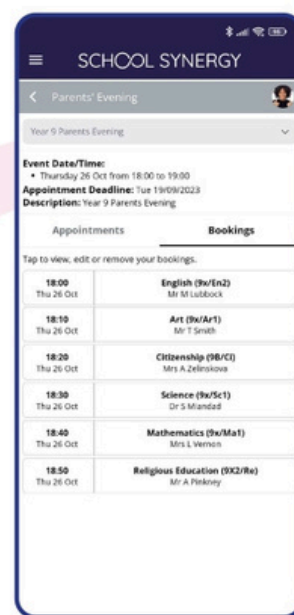 SCHOOL SYNERGY
Parents' Evening
Year 9 Parents Evening
Event Date/Time:
• Thursday 26 Oct from 18:00 to 19:00
Appointment Deadline: Tue 19/09/2023
Description: Year 9 Parents Evening
Appointments Bookings
Tap to view, edit or remove your bookings.
18:00 English (9x/En2)
Thu 26 Oct Mr M Lubbock
18:10 Art (9x/Ar1)
Thu 26 Oct Mr T Smith
18:20 Citizenship (9B/Ci)
Thu 26 Oct Mrs A Zelinskova
18:30 Science (9x/Sc1)
Thu 26 Oct Dr S Miandad
18:40 Mathematics (9x/Ma1)
Thu 26 Oct Mrs L Vernon
18:50 Religious Education (9X2/Re)
Thu 26 Oct Mr A Pinkney